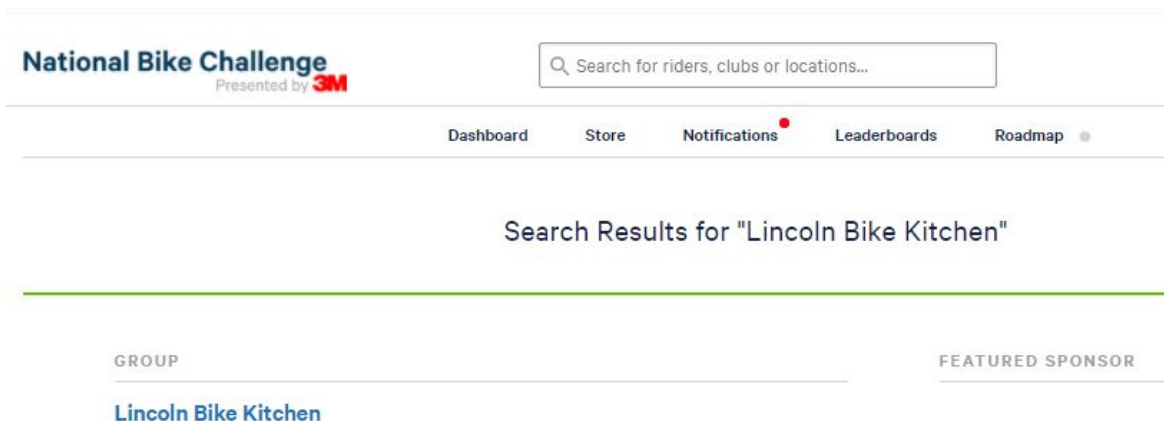 National Bike Challenge
Presented by 3M
Search for riders, clubs or locations...
Dashboard Store Notifications Leaderboards Roadmap
Search Results for "Lincoln Bike Kitchen"
GROUP FEATURED SPONSOR
Lincoln Bike Kitchen